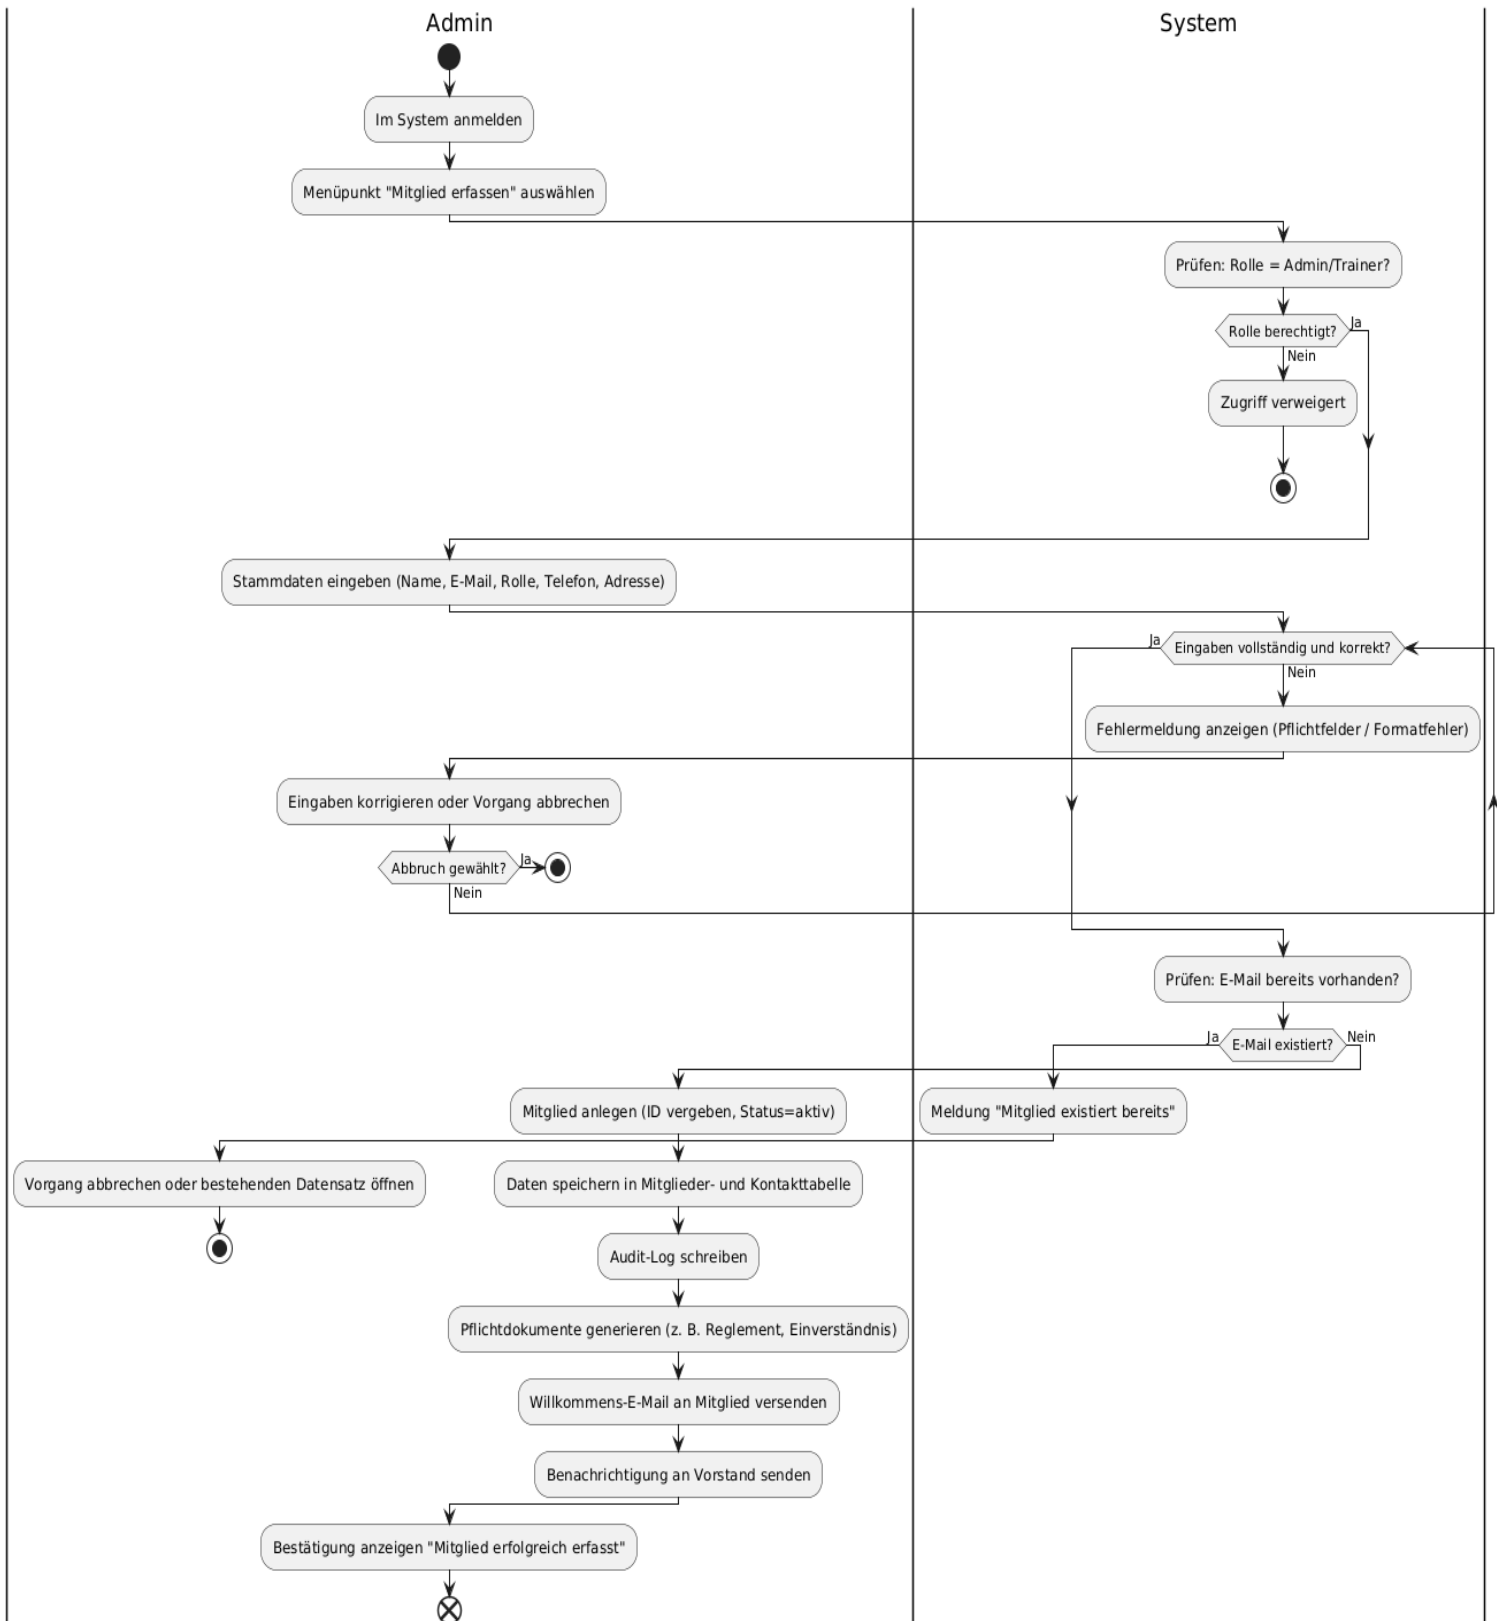 Admin
System
Im System anmelden
Menüpunkt "Mitglied erfassen" auswählen
Prüfen: Rolle = Admin/Trainer?
Rolle berechtigt?
Ja
Nein
Zugriff verweigert
Stammdaten eingeben (Name, E-Mail, Rolle, Telefon, Adresse)
Ja
Eingaben vollständig und korrekt?
Nein
Fehlermeldung anzeigen (Pflichtfelder / Formatfehler)
Eingaben korrigieren oder Vorgang abbrechen
Abbruch gewählt?
Ja
Nein
Prüfen: E-Mail bereits vorhanden?
Ja
E-Mail existiert?
Nein
Mitglied anlegen (ID vergeben, Status=aktiv)
Meldung "Mitglied existiert bereits"
Vorgang abbrechen oder bestehenden Datensatz öffnen
Daten speichern in Mitglieder- und Kontakttabelle
Audit-Log schreiben
Pflichtdokumente generieren (z. B. Reglement, Einverständnis)
Willkommens-E-Mail an Mitglied versenden
Benachrichtigung an Vorstand senden
Bestätigung anzeigen "Mitglied erfolgreich erfasst"